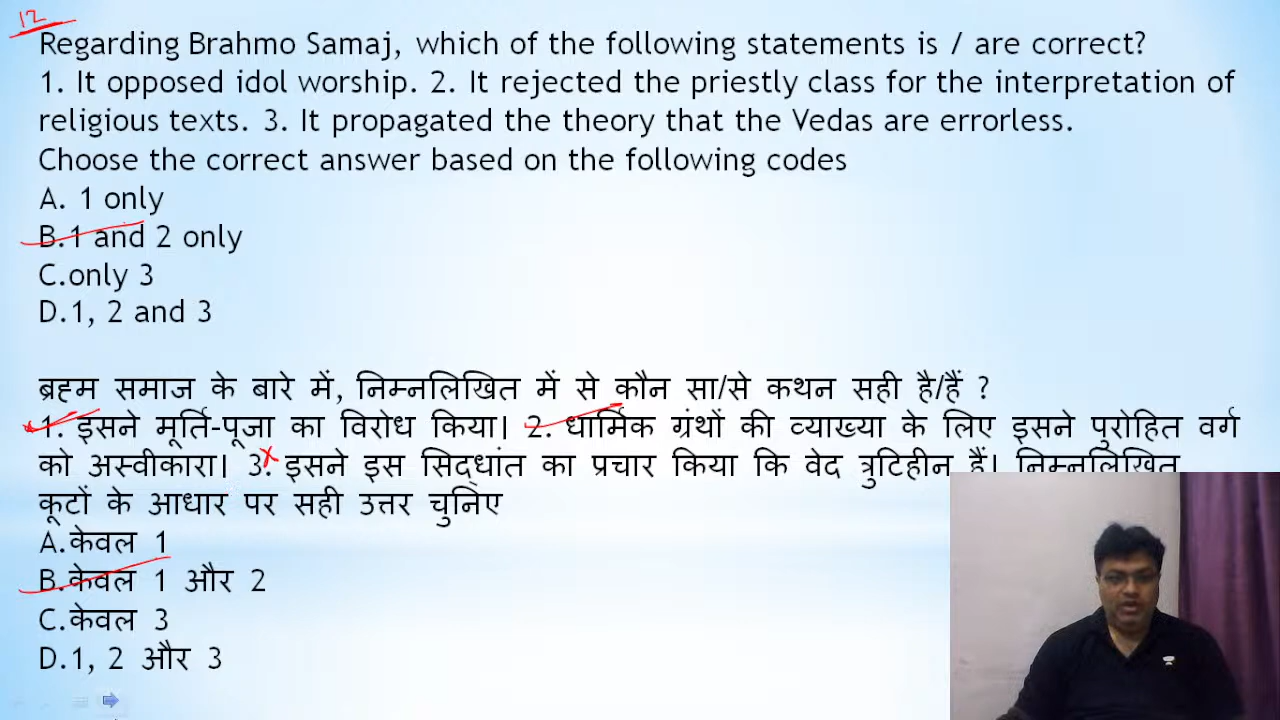 12
Regarding Brahmo Samaj, which of the following statements is / are correct?
1. It opposed idol worship. 2. It rejected the priestly class for the interpretation of
religious texts. 3. It propagated the theory that the Vedas are errorless.
Choose the correct answer based on the following codes
A. 1 only
B.1 and 2 only
C.only 3
D.1, 2 and 3
ब्रह्म समाज के बारे में, निम्नलिखित में से कौन सा/से कथन सही है/हैं ?
1. इसने मूर्ति-पूजा का विरोध किया। 2. धार्मिक ग्रंथों की व्याख्या के लिए इसने पुरोहित वर्ग
को अस्वीकारा। 3. इसने इस सिद्धांत का प्रचार किया कि वेद त्रुटिहीन हैं। निम्नलिखित
कूटों के आधार पर सही उत्तर चुनिए
A.केवल 1
B.केवल 1 और 2
C.केवल 3
D.1, 2 और 3